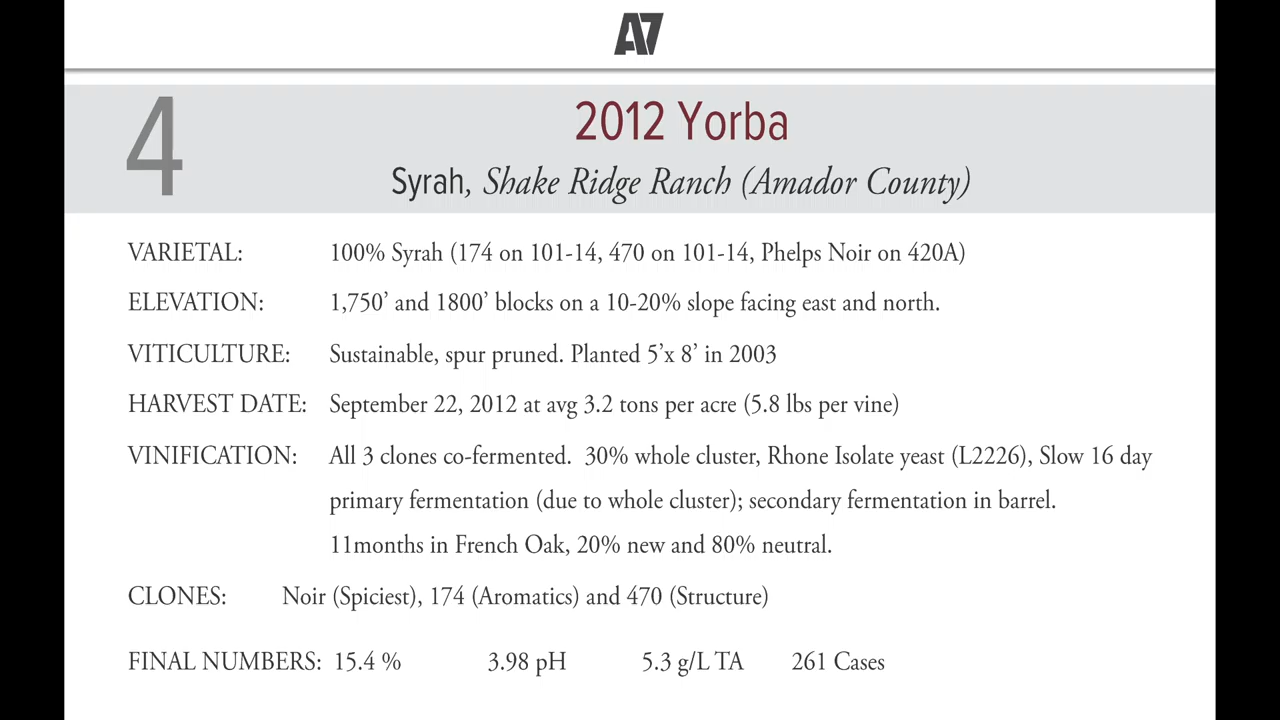 A7
4
2012 Yorba
Syrah, Shake Ridge Ranch (Amador County)
VARIETAL: 100% Syrah (174 on 101-14, 470 on 101-14, Phelps Noir on 420A)
ELEVATION: 1,750’ and 1800’ blocks on a 10-20% slope facing east and north.
VITICULTURE: Sustainable, spur pruned. Planted 5’x 8’ in 2003
HARVEST DATE: September 22, 2012 at avg 3.2 tons per acre (5.8 lbs per vine)
VINIFICATION: All 3 clones co-fermented. 30% whole cluster, Rhone Isolate yeast (L2226), Slow 16 day
primary fermentation (due to whole cluster); secondary fermentation in barrel.
11months in French Oak, 20% new and 80% neutral.
CLONES: Noir (Spiciest), 174 (Aromatics) and 470 (Structure)
FINAL NUMBERS: 15.4 % 3.98 pH 5.3 g/L TA 261 Cases